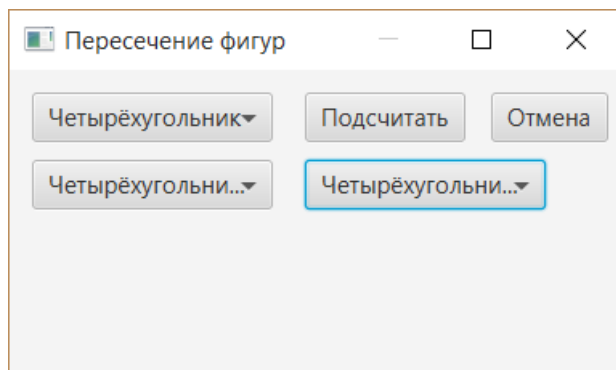 Пересечение фигур
Четырёхугольник Подсчитать Отмена
Четырёхугольни... Четырёхугольни...